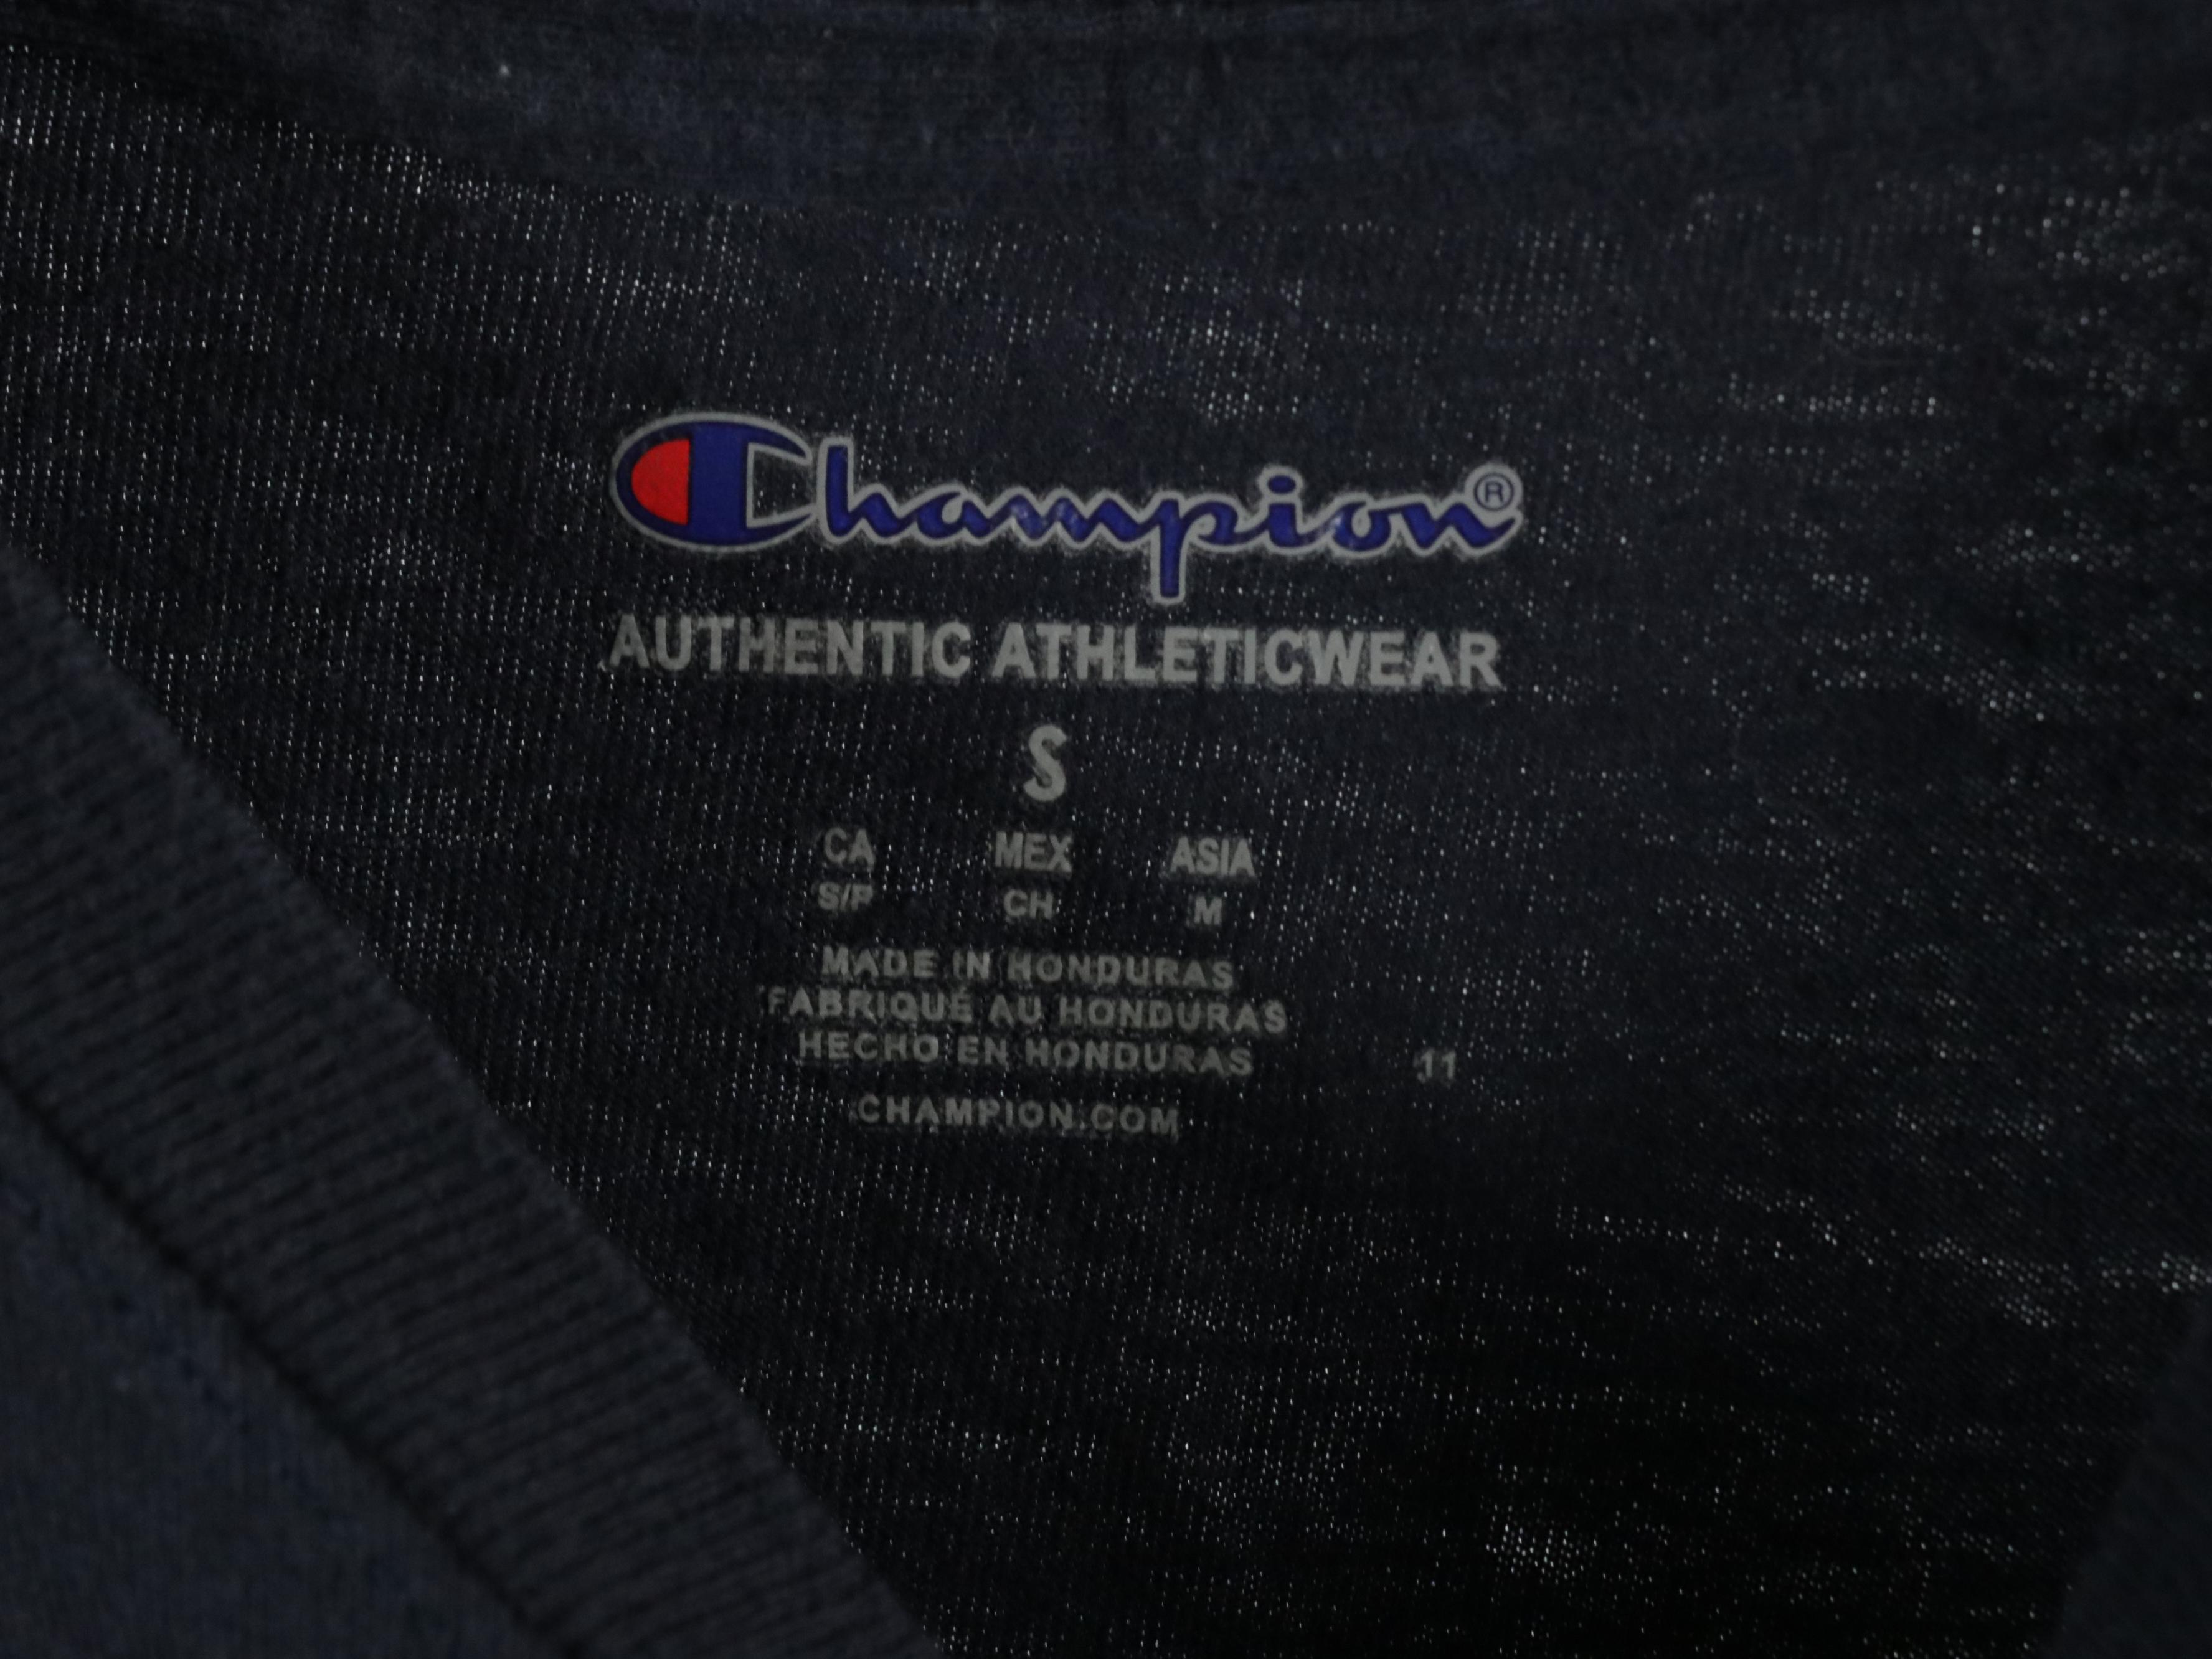 Champion®
AUTHENTIC ATHLETICWEAR
S
CA MEX ASIA
S/P CH M
MADE IN HONDURAS
FABRIQUÉ AU HONDURAS
HECHO EN HONDURAS 11
CHAMPION.COM